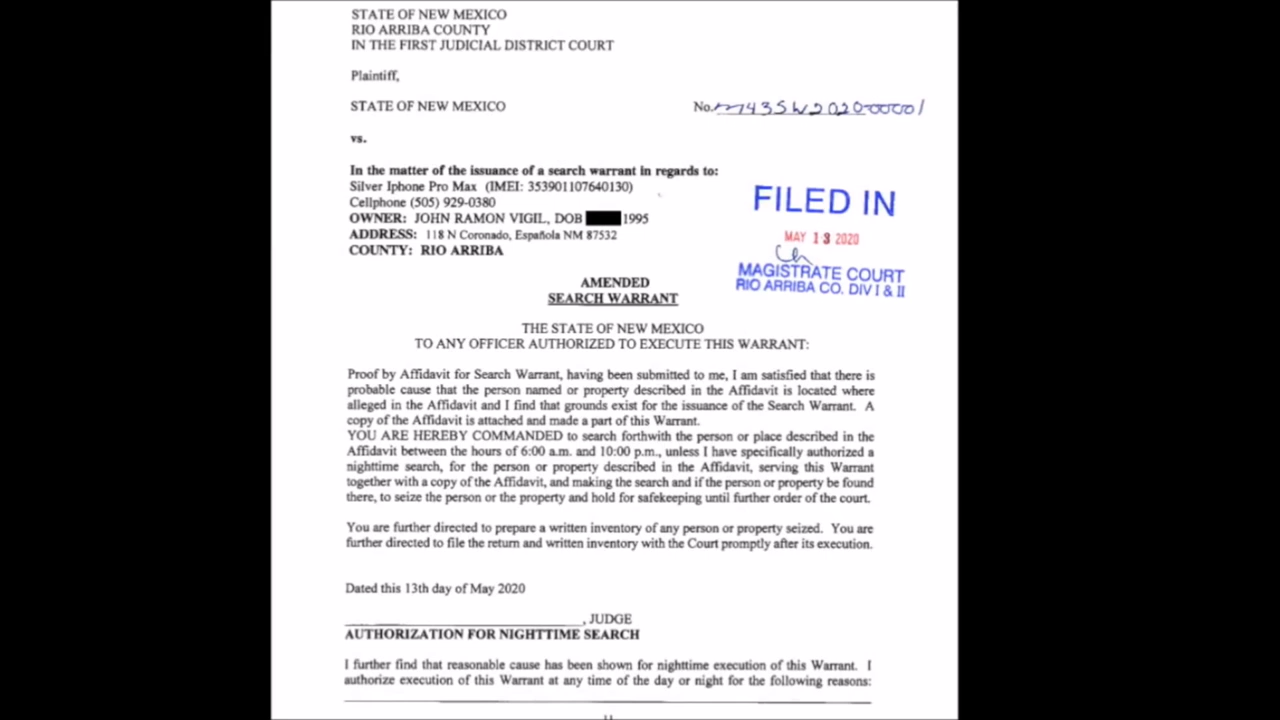 STATE OF NEW MEXICO
RIO ARRIBA COUNTY
IN THE FIRST JUDICIAL DISTRICT COURT
Plaintiff,
STATE OF NEW MEXICO
No. M43SW202000001
vs.
In the matter of the issuance of a search warrant in regards to:
Silver Iphone Pro Max (IMEI: 353901107640130)
Cellphone (505) 929-0380
OWNER: JOHN RAMON VIGIL, DOB 1995
ADDRESS: 118 N Coronado, Española NM 87532
COUNTY: RIO ARRIBA
FILED IN
MAY 13 2020
MAGISTRATE COURT
RIO ARRIBA CO. DIV I & II
AMENDED
SEARCH WARRANT
THE STATE OF NEW MEXICO
TO ANY OFFICER AUTHORIZED TO EXECUTE THIS WARRANT:
Proof by Affidavit for Search Warrant, having been submitted to me, I am satisfied that there is
probable cause that the person named or property described in the Affidavit is located where
alleged in the Affidavit and I find that grounds exist for the issuance of the Search Warrant. A
copy of the Affidavit is attached and made a part of this Warrant.
YOU ARE HEREBY COMMANDED to search forthwith the person or place described in the
Affidavit between the hours of 6:00 a.m. and 10:00 p.m., unless I have specifically authorized a
nighttime search, for the person or property described in the Affidavit, serving this Warrant
together with a copy of the Affidavit, and making the search and if the person or property be found
there, to seize the person or the property and hold for safekeeping until further order of the court.
You are further directed to prepare a written inventory of any person or property seized. You are
further directed to file the return and written inventory with the Court promptly after its execution.
Dated this 13th day of May 2020
, JUDGE
AUTHORIZATION FOR NIGHTTIME SEARCH
I further find that reasonable cause has been shown for nighttime execution of this Warrant. I
authorize execution of this Warrant at any time of the day or night for the following reasons: